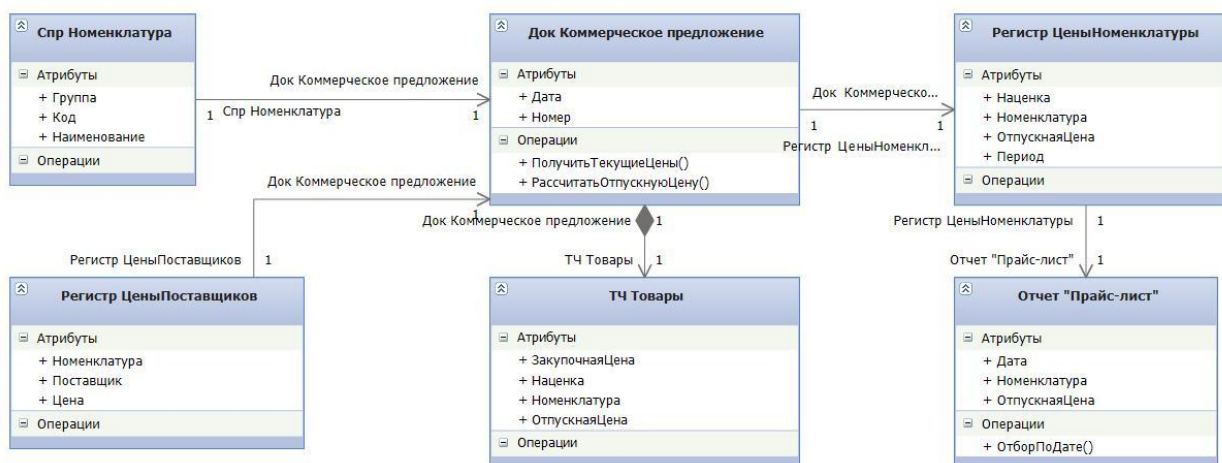 Спр Номенклатура
Атрибуты
+ Группа
+ Код
+ Наименование
Операции
Док Коммерческое предложение
1 Спр Номенклатура
1
Док Коммерческое предложение
Атрибуты
+ Дата
+ Номер
Операции
+ ПолучитьТекущиеЦены()
+ РассчитатьОтпускнуюЦену()
Док Коммерческо...
1
1
Регистр ЦеныНоменкл...
Регистр ЦеныНоменклатуры
Атрибуты
+ Наценка
+ Номенклатура
+ ОтпускнаяЦена
+ Период
Операции
Док Коммерческое предложение
1
Регистр ЦеныПоставщиков 1
Док Коммерческое предложение 1
ТЧ Товары 1
Регистр ЦеныНоменклатуры 1
Отчет "Прайс-лист" 1
Регистр ЦеныПоставщиков
Атрибуты
+ Номенклатура
+ Поставщик
+ Цена
Операции
ТЧ Товары
Атрибуты
+ ЗакупочнаяЦена
+ Наценка
+ Номенклатура
+ ОтпускнаяЦена
Операции
Отчет "Прайс-лист"
Атрибуты
+ Дата
+ Номенклатура
+ ОтпускнаяЦена
Операции
+ ОтборПоДате()